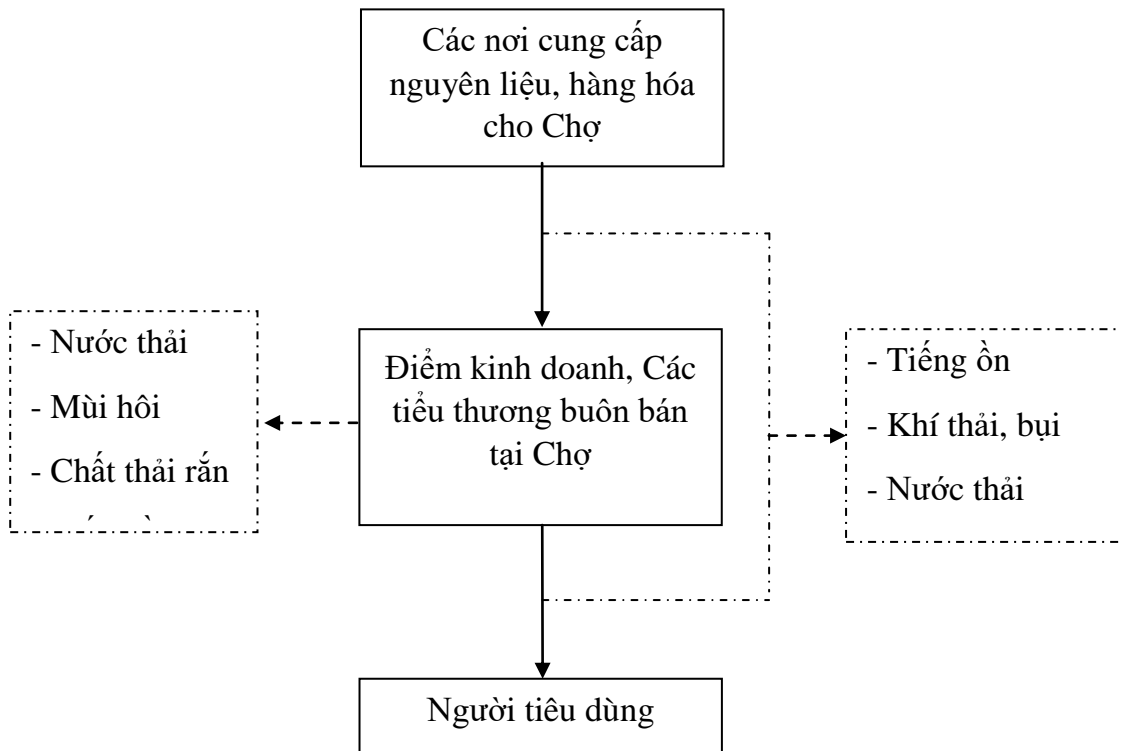 Các nơi cung cấp
nguyên liệu, hàng hóa
cho Chợ
- Nước thải
- Mùi hôi
- Chất thải rắn
Điểm kinh doanh, Các
tiểu thương buôn bán
tại Chợ
- Tiếng ồn
- Khí thải, bụi
- Nước thải
Người tiêu dùng